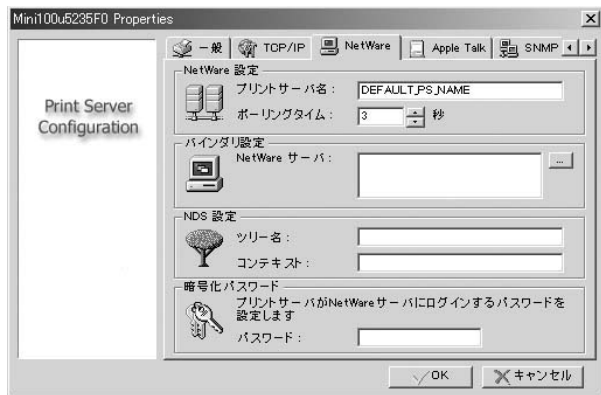 Mini100u5235F0 Properties
一般
TCP/IP
NetWare
Apple Talk
SNMP
Print Server
Configuration
NetWare 設定
プリントサーバ名：
DEFAULT_PS_NAME
ポーリングタイム：
3
秒
バインダリ設定
NetWare サーバ：
...
NDS 設定
ツリー名：
コンテキスト：
暗号化パスワード
プリントサーバがNetWareサーバにログインするパスワードを
設定します
パスワード：
OK
キャンセル